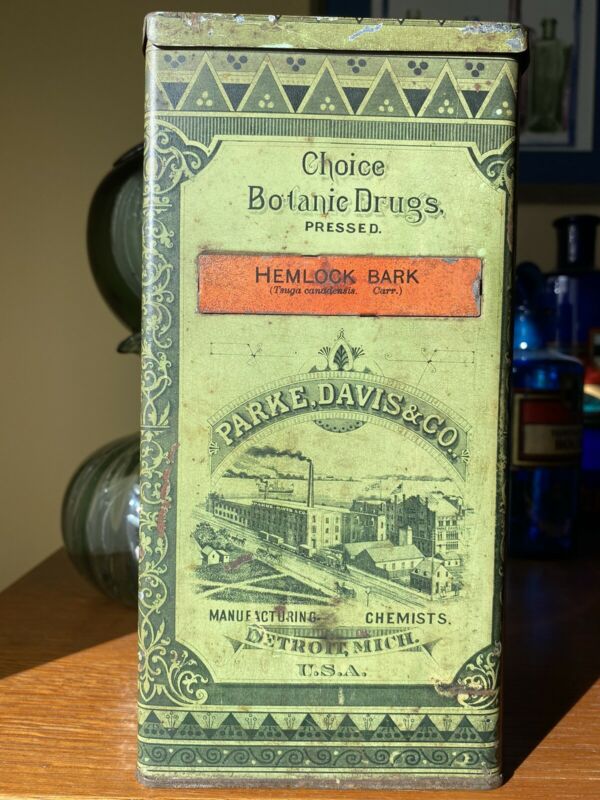 Choice
Botanic Drugs,
PRESSED.
HEMLOCK BARK
(Tsuga canadensis. Carr.)
PARKE, DAVIS & CO.,
MANUFACTURING CHEMISTS.
DETROIT, MICH.
U.S.A.